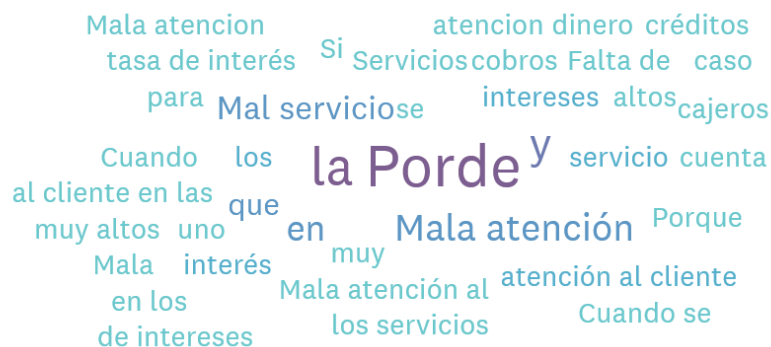 Mala atencion atencion dinero créditos
tasa de interés Si Servicios cobros Falta de caso
para Mal servicio se intereses altos cajeros
Cuando los la Por de y servicio cuenta
al cliente en las
que
muy altos uno en Mala atención Porque
muy
Mala interés Mala atención al atención al cliente
en los los servicios Cuando se
de intereses